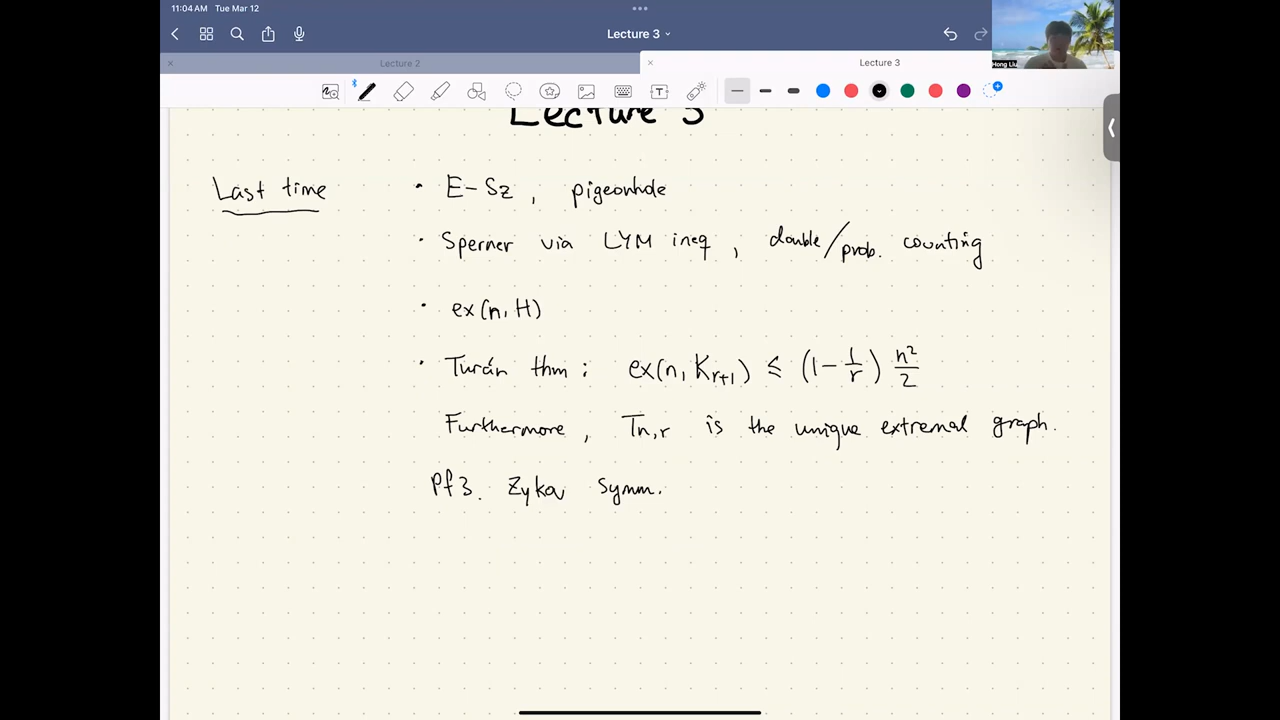 11:04 AM Tue Mar 12
Lecture 3
Lecture 2
Lecture 3
Hong Liu
Lecture 3
Last time
· E-Sz, pigeonhole
· Sperner via LYM ineq, double/prob. counting
· ex(n, H)
· Turán thm: ex(n, K_{r+1}) ≤ (1 - 1/r) n²/2
Furthermore, T_{n,r} is the unique extremal graph.
Pf 3. Zykov Symm.